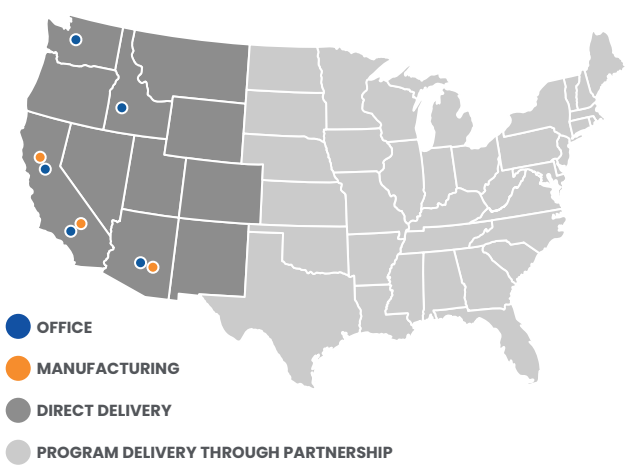 OFFICE
MANUFACTURING
DIRECT DELIVERY
PROGRAM DELIVERY THROUGH PARTNERSHIP